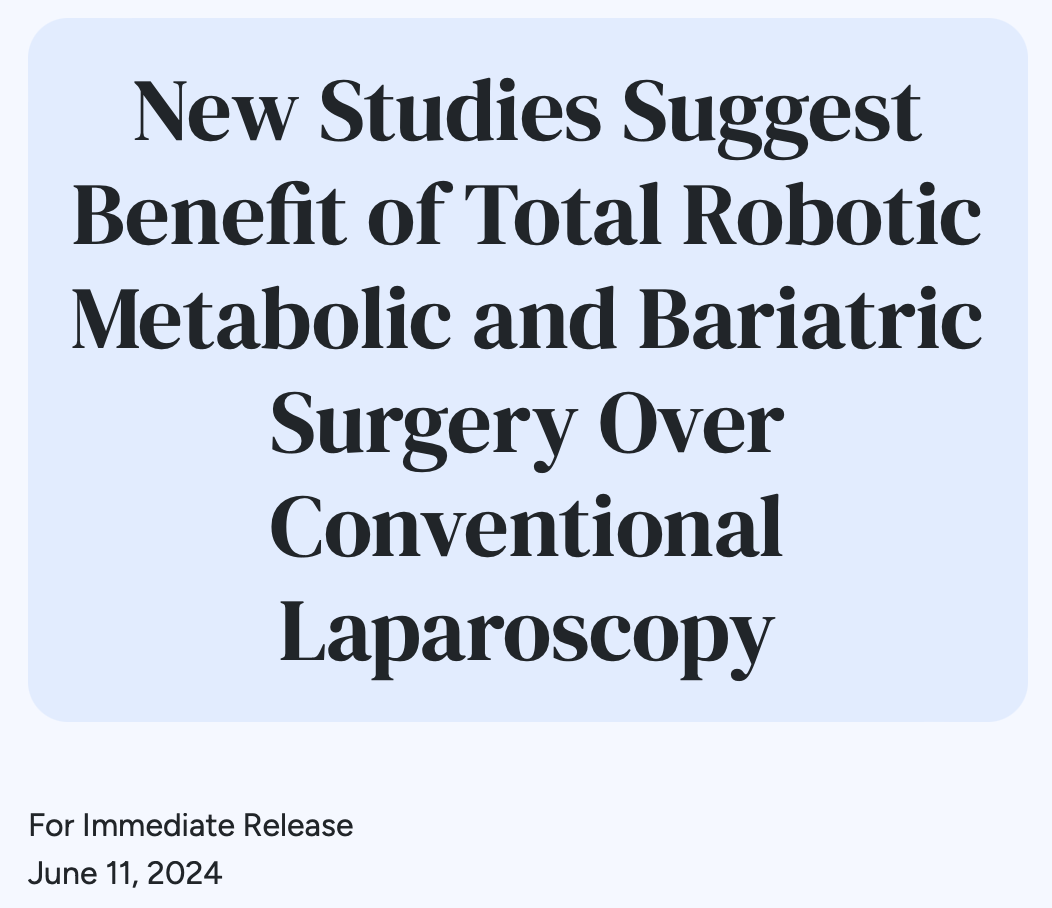 New Studies Suggest
Benefit of Total Robotic
Metabolic and Bariatric
Surgery Over
Conventional
Laparoscopy
For Immediate Release
June 11, 2024